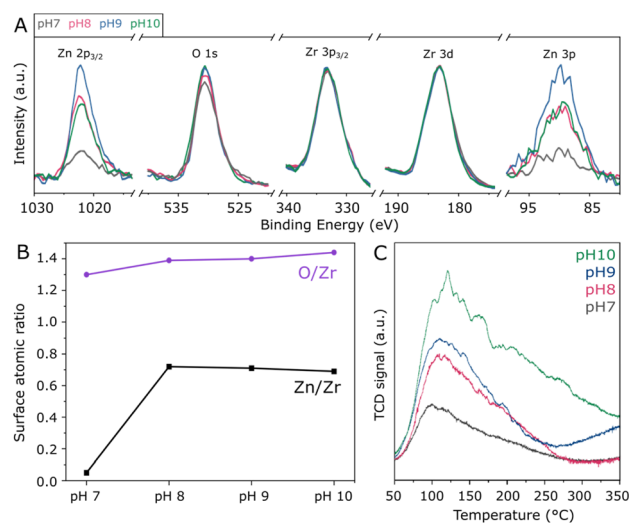 A
pH7 pH8 pH9 pH10
Zn 2p3/2
O 1s
Zr 3p3/2
Zr 3d
Zn 3p
Intensity (a.u.)
1030 1020 535 525 340 330 192 180 90 85
Binding Energy (eV)
B
1.4
1.2
1.0
0.8
0.6
0.4
0.2
0.0
Surface atomic ratio
O/Zr
Zn/Zr
pH 7 pH 8 pH 9 pH 10
C
pH10
pH9
pH8
pH7
TCD signal (a.u.)
50 100 150 200 250 300 350
Temperature (°C)